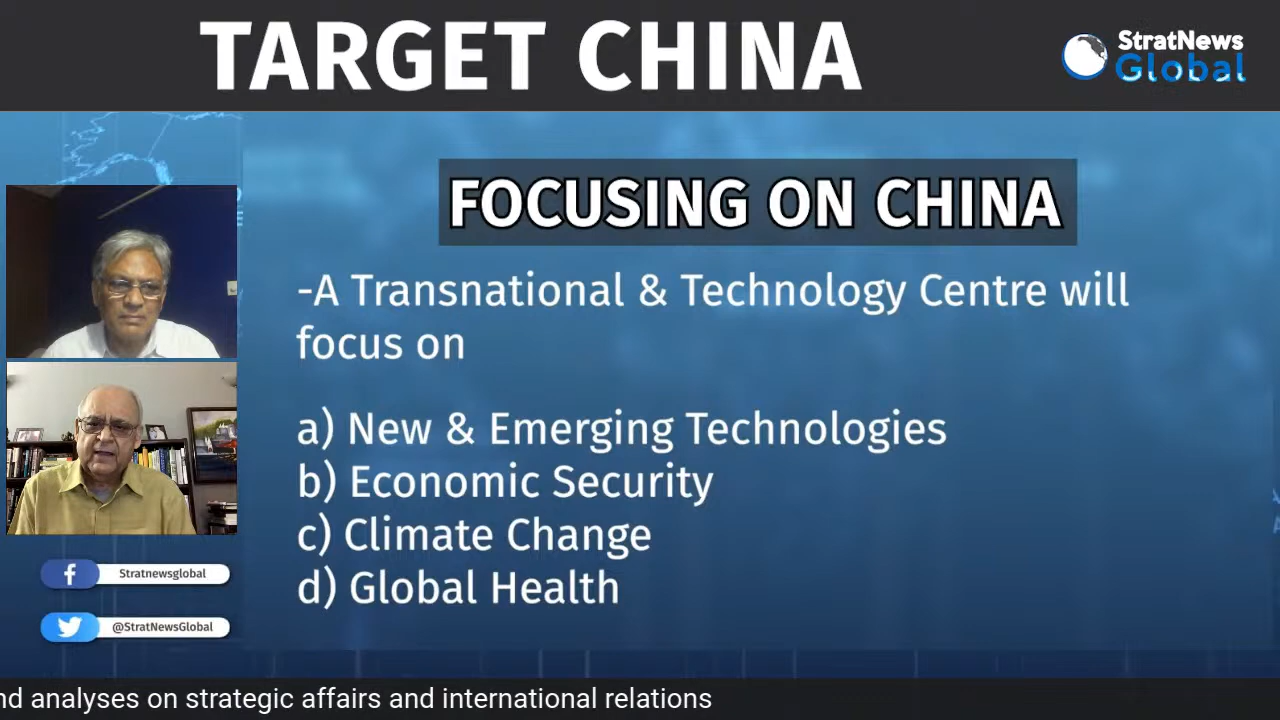 TARGET CHINA
StratNews
Global
FOCUSING ON CHINA
-A Transnational & Technology Centre will
focus on
a) New & Emerging Technologies
b) Economic Security
c) Climate Change
d) Global Health
Stratnewsglobal
@StratNewsGlobal
nd analyses on strategic affairs and international relations